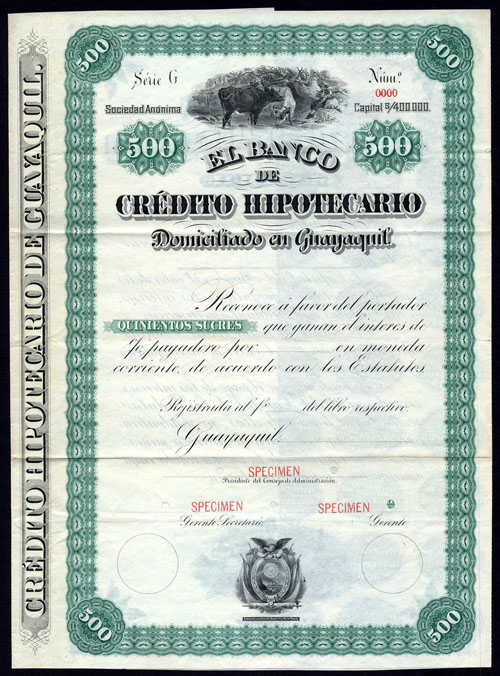 500
500
Série G
Núm.º
0000
Sociedad Anónima
Capital s/400.000
500
500
EL BANCO
DE
CRÉDITO HIPOTECARIO
Domiciliado en Guayaquil.
Reconoce á favor del portador
QUINIENTOS SUCRES que ganan el interes de
% pagadero por en moneda
corriente, de acuerdo con los Estatutos.
Registrada al fº del libro respectivo.
Guayaquil
SPECIMEN
Presidente del Consejo de Administración.
SPECIMEN
SPECIMEN
Gerente Secretario
Gerente
500
500
CRÉDITO HIPOTECARIO DE GUAYAQUIL.